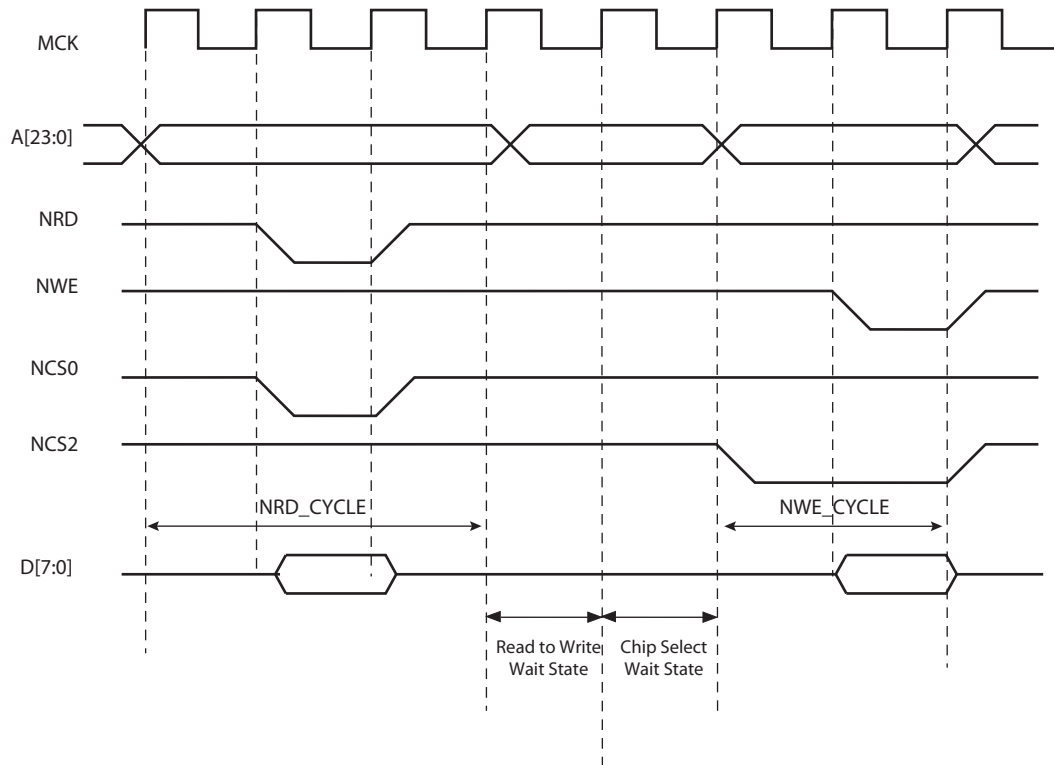 MCK
A[23:0]
NRD
NWE
NCS0
NCS2
NRD_CYCLE
NWE_CYCLE
D[7:0]
Read to Write
Wait State
Chip Select
Wait State